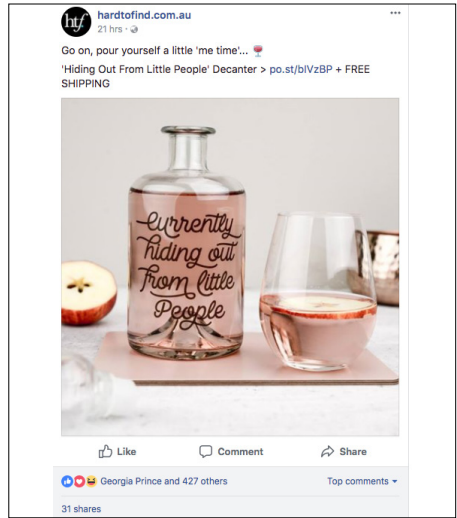 htf
hardtofind.com.au
21 hrs ·
Go on, pour yourself a little 'me time'... 🍷
'Hiding Out From Little People' Decanter > po.st/blVzBP + FREE
SHIPPING
Currently
hiding out
from little
People
Like Comment Share
Georgia Prince and 427 others Top comments
31 shares